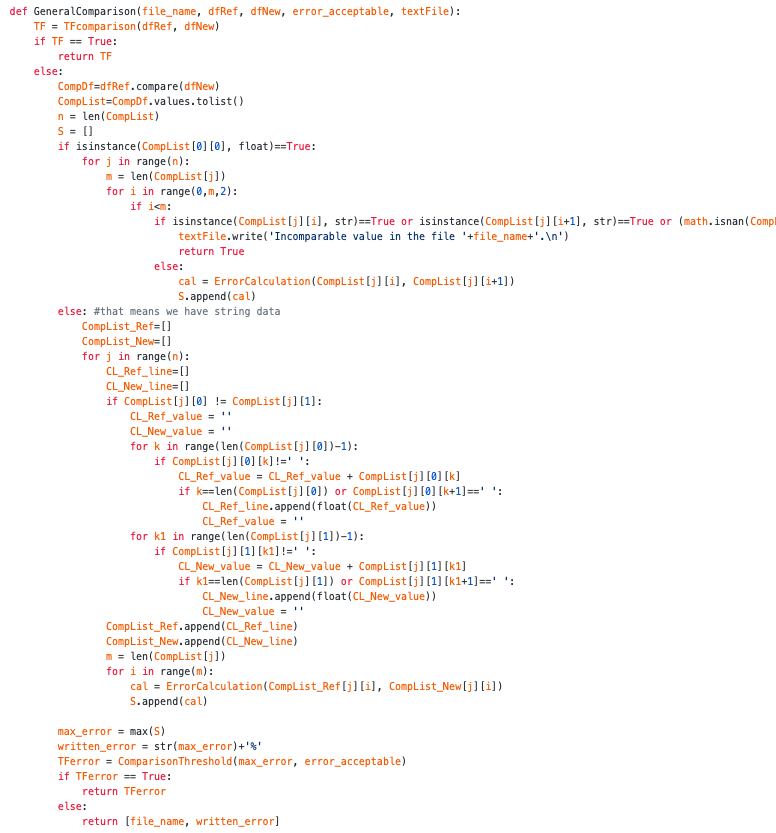 def GeneralComparison(file_name, dfRef, dfNew, error_acceptable, textFile):
    TF = TFcomparison(dfRef, dfNew)
    if TF == True:
        return TF
    else:
        CompDf=dfRef.compare(dfNew)
        CompList=CompDf.values.tolist()
        n = len(CompList)
        S = []
        if isinstance(CompList[0][0], float)==True:
            for j in range(n):
                m = len(CompList[j])
                for i in range(0,m,2):
                    if i<m:
                        if isinstance(CompList[j][i], str)==True or isinstance(CompList[j][i+1], str)==True or (math.isnan(Comp
                            textFile.write('Incomparable value in the file '+file_name+'.\n')
                            return True
                        else:
                            cal = ErrorCalculation(CompList[j][i], CompList[j][i+1])
                            S.append(cal)
        else: #that means we have string data
            CompList_Ref=[]
            CompList_New=[]
            for j in range(n):
                CL_Ref_line=[]
                CL_New_line=[]
                if CompList[j][0] != CompList[j][1]:
                    CL_Ref_value = ''
                    CL_New_value = ''
                    for k in range(len(CompList[j][0])-1):
                        if CompList[j][0][k]!=' ':
                            CL_Ref_value = CL_Ref_value + CompList[j][0][k]
                            if k==len(CompList[j][0]) or CompList[j][0][k+1]==' ':
                                CL_Ref_line.append(float(CL_Ref_value))
                                CL_Ref_value = ''
                    for k1 in range(len(CompList[j][1])-1):
                        if CompList[j][1][k1]!=' ':
                            CL_New_value = CL_New_value + CompList[j][1][k1]
                            if k1==len(CompList[j][1]) or CompList[j][1][k1+1]==' ':
                                CL_New_line.append(float(CL_New_value))
                                CL_New_value = ''
                CompList_Ref.append(CL_Ref_line)
                CompList_New.append(CL_New_line)
                m = len(CompList[j])
                for i in range(m):
                    cal = ErrorCalculation(CompList_Ref[j][i], CompList_New[j][i])
                    S.append(cal)

        max_error = max(S)
        written_error = str(max_error)+'%'
        TFerror = ComparisonThreshold(max_error, error_acceptable)
        if TFerror == True:
            return TFerror
        else:
            return [file_name, written_error]